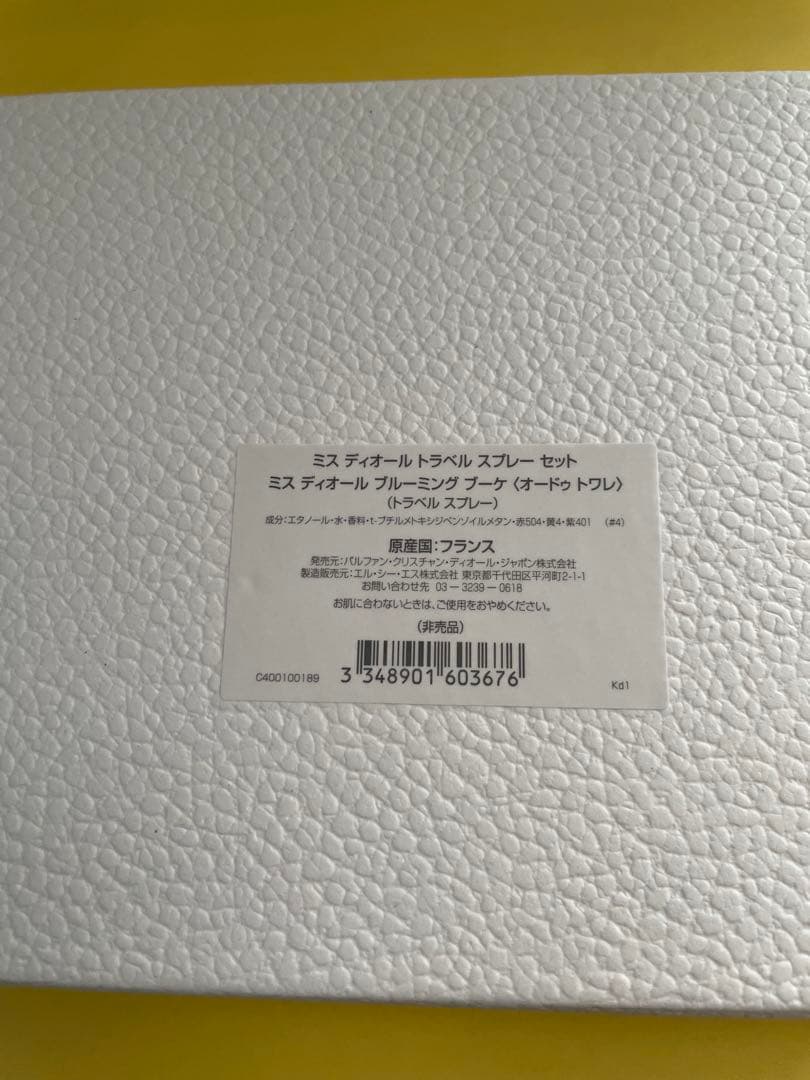 ミス ディオール トラベル スプレー セット
ミス ディオール ブルーミング ブーケ〈オードゥ トワレ〉
(トラベル スプレー)
成分:エタノール・水・香料・t-ブチルメトキシジベンゾイルメタン・赤504・黄4・紫401 (#4)
原産国:フランス
発売元:パルファン・クリスチャン・ディオール・ジャポン株式会社
製造販売元:エル・シー・エス株式会社 東京都千代田区平河町2-1-1
お問い合わせ先 03-3239-0618
お肌に合わないときは、ご使用をおやめください。
(非売品)
C400100189 3 348901 603676 Kd1